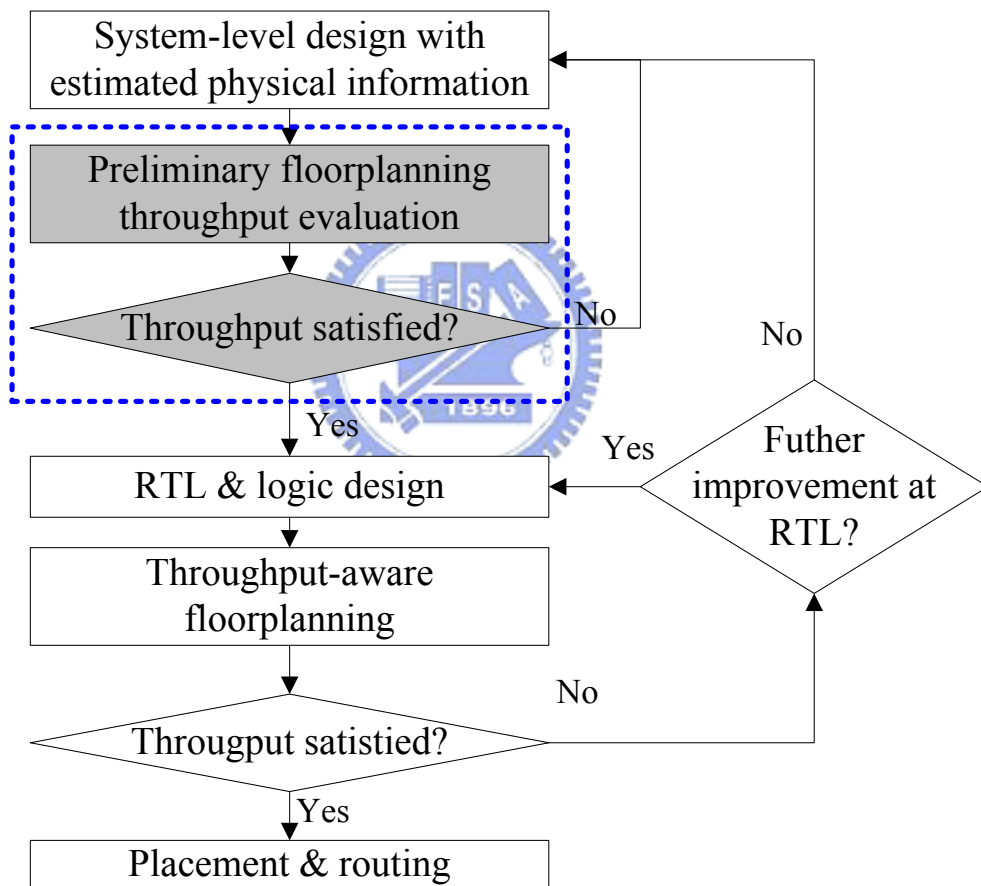 System-level design with
estimated physical information
Preliminary floorplanning
throughput evaluation
E S A
Throughput satisfied?
No
No
1896
Yes
Yes
Futher
improvement at
RTL?
RTL & logic design
Throughput-aware
floorplanning
No
Througput satistied?
Yes
Placement & routing